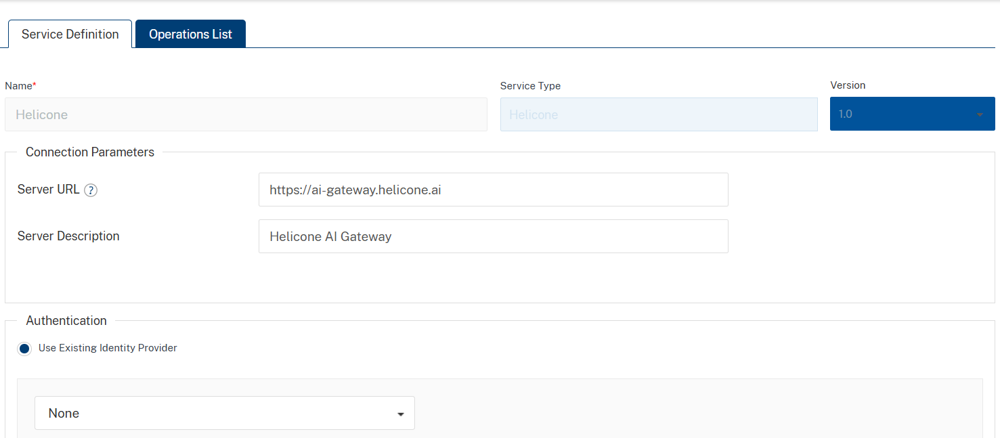 Service Definition
Operations List
Name*
Service Type
Version
Helicone
Helicone
1.0
Connection Parameters
Server URL ?
https://ai-gateway.helicone.ai
Server Description
Helicone AI Gateway
Authentication
Use Existing Identity Provider
None